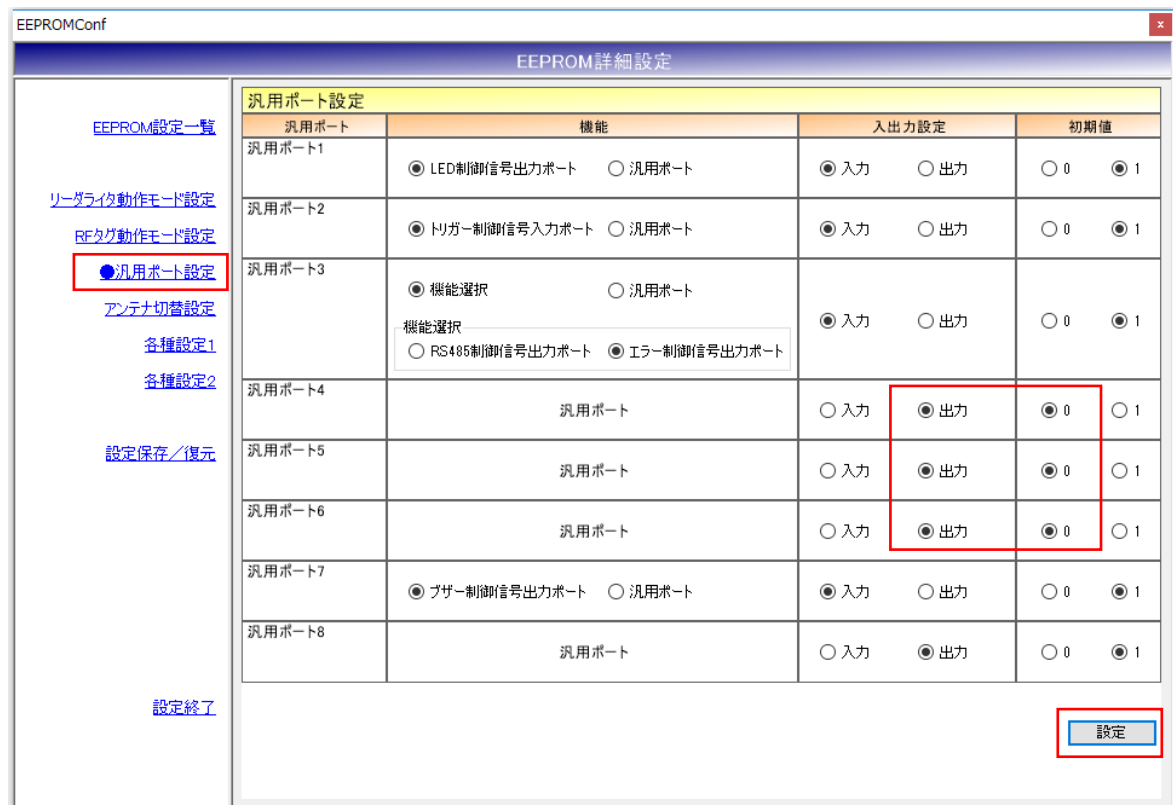 EEPROMConf
x
EEPROM詳細設定
EEPROM設定一覧
リーダライタ動作モード設定
RFタグ動作モード設定
●汎用ポート設定
アンテナ切替設定
各種設定1
各種設定2
設定保存／復元
設定終了
汎用ポート設定
汎用ポート 機能 入出力設定 初期値
汎用ポート1
LED制御信号出力ポート 汎用ポート 入力 出力 0 1
汎用ポート2
トリガー制御信号入力ポート 汎用ポート 入力 出力 0 1
汎用ポート3
機能選択 汎用ポート
入力 出力 0 1
機能選択
RS485制御信号出力ポート エラー制御信号出力ポート
汎用ポート4
汎用ポート 入力 出力 0 1
汎用ポート5
汎用ポート 入力 出力 0 1
汎用ポート6
汎用ポート 入力 出力 0 1
汎用ポート7
ブザー制御信号出力ポート 汎用ポート 入力 出力 0 1
汎用ポート8
汎用ポート 入力 出力 0 1
設定